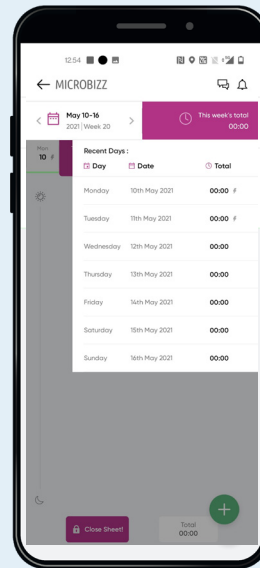 12:54
MICROBIZZ
May 10-16
2021 | Week 20
This week's total
00:00
Mon
10
Recent Days :
Day Date Total
Monday 10th May 2021 00:00
Tuesday 11th May 2021 00:00
Wednesday 12th May 2021 00:00
Thursday 13th May 2021 00:00
Friday 14th May 2021 00:00
Saturday 15th May 2021 00:00
Sunday 16th May 2021 00:00
Close Sheet!
Total
00:00